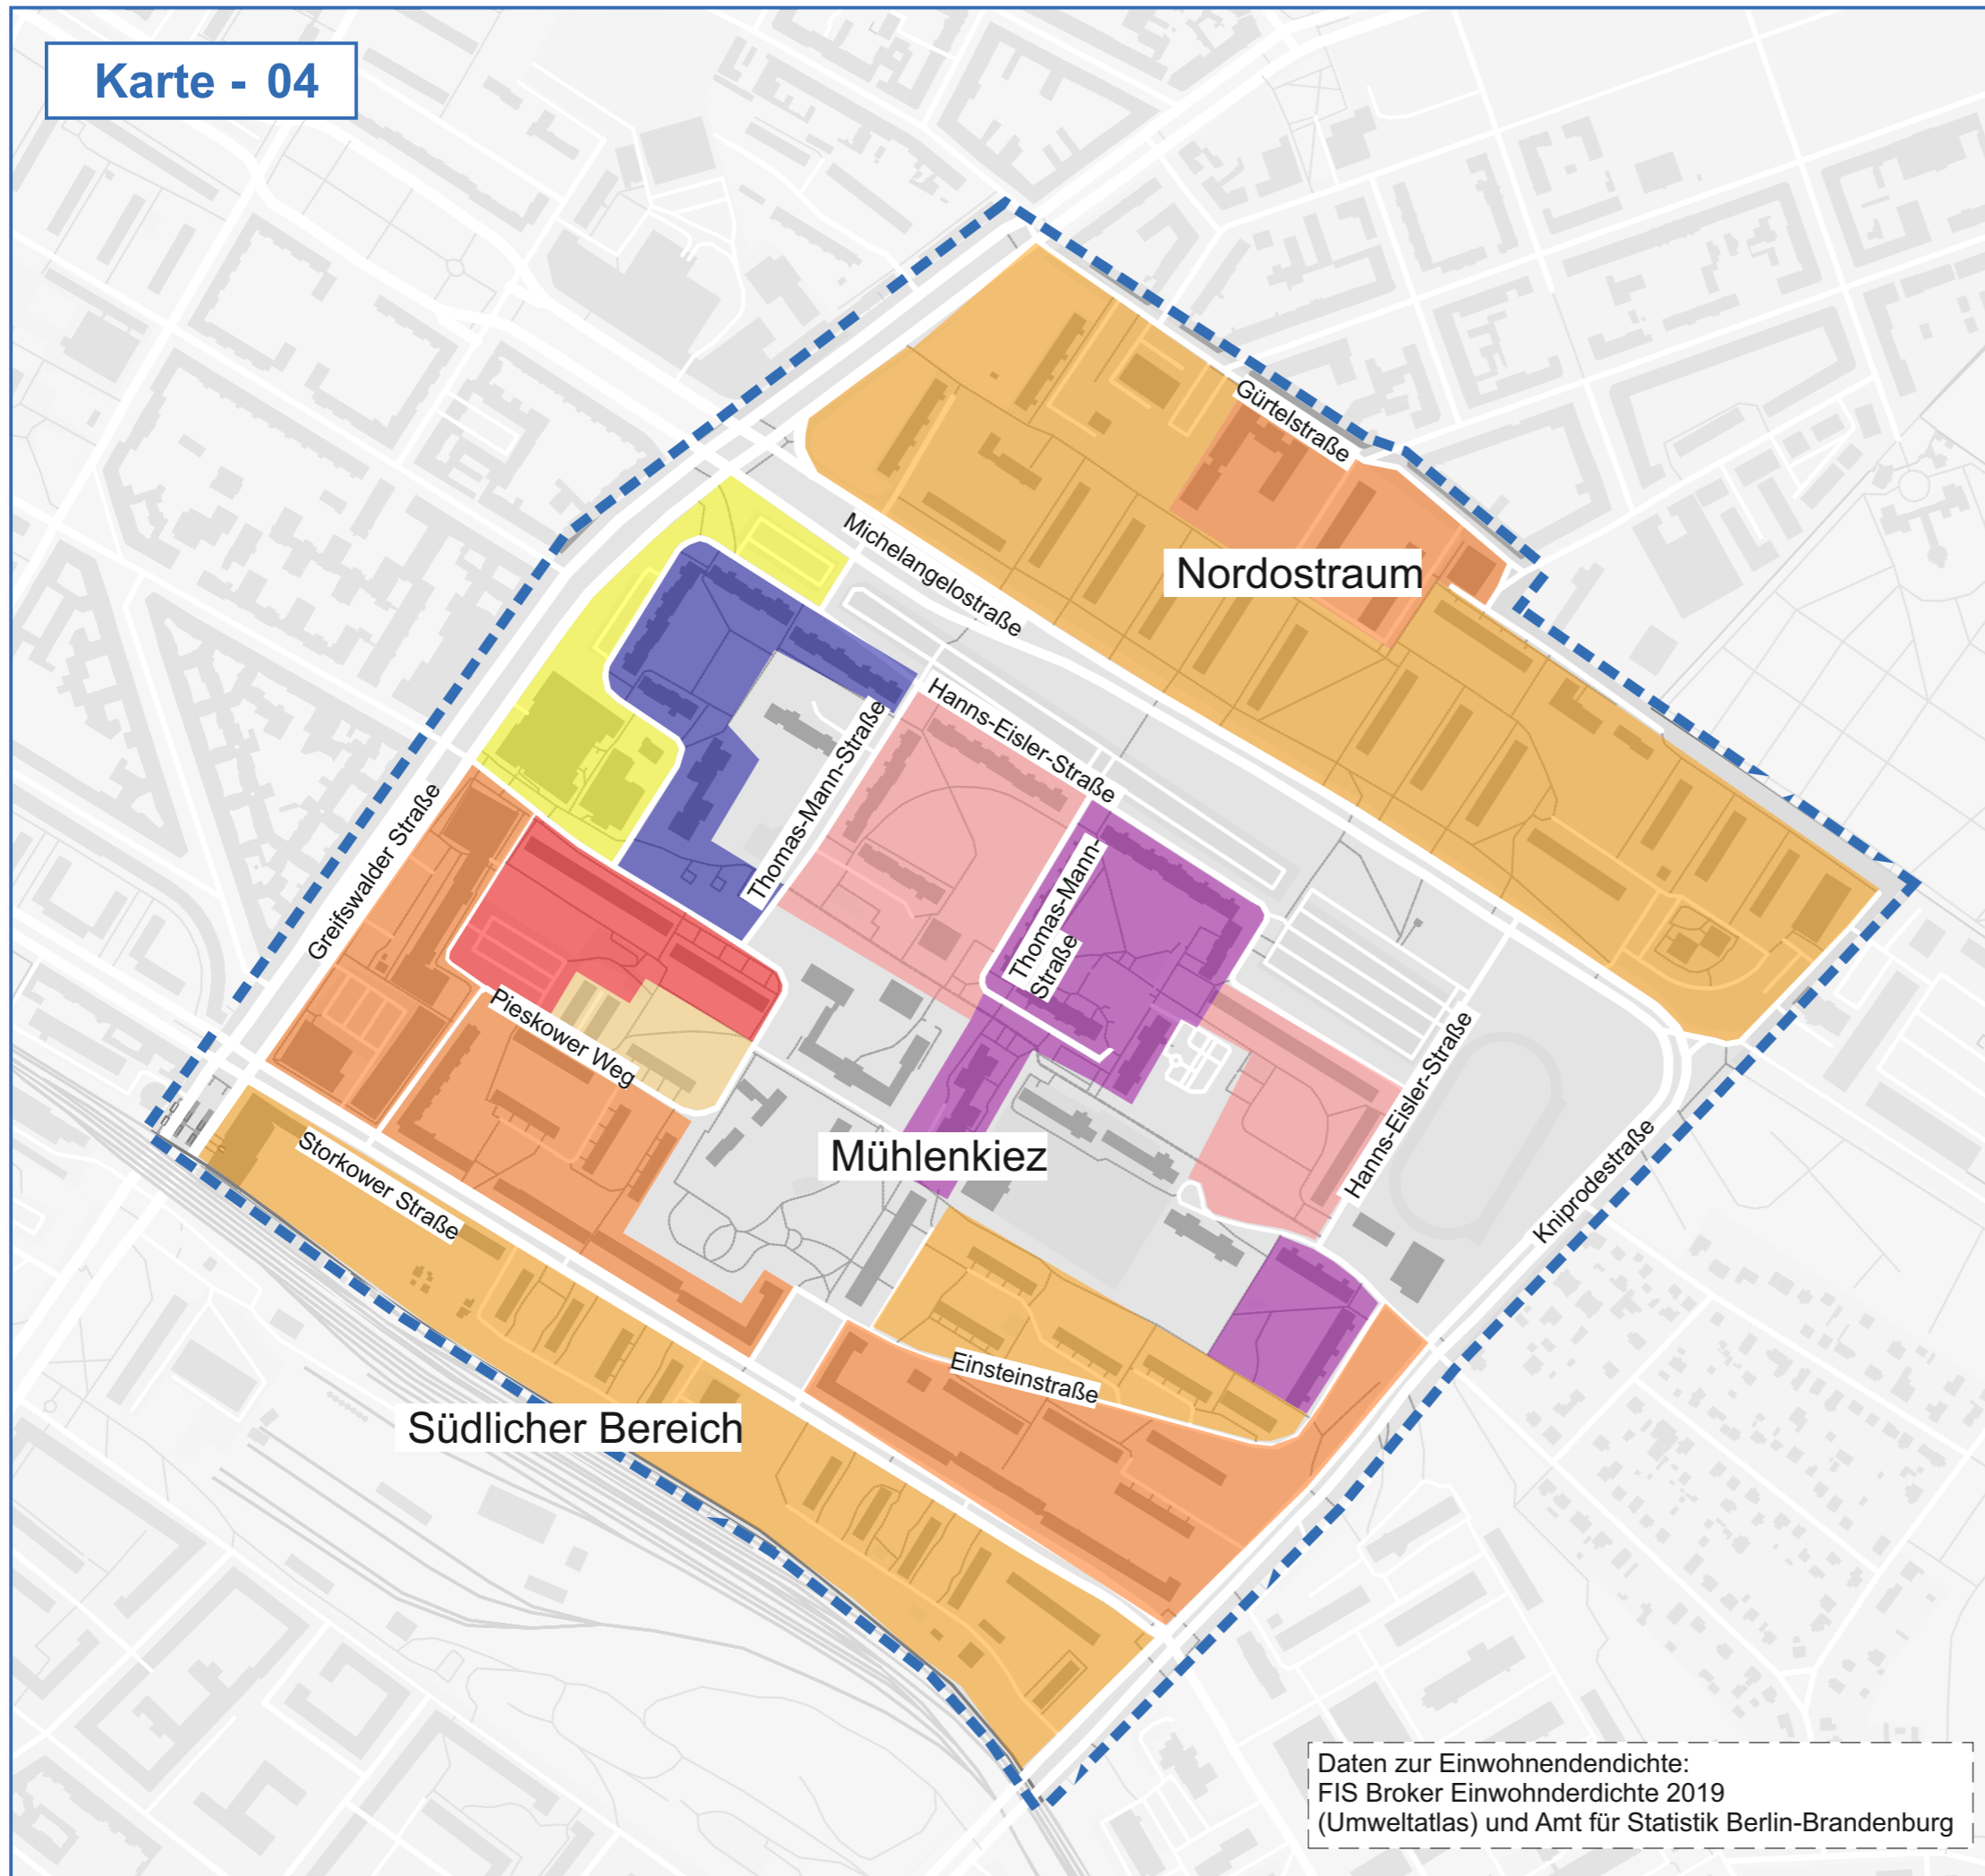 Karte - 04
Gürtelstraße
Michelangelostraße
Nordostraum
Hanns-Eisler-Straße
Thomas-Mann-Straße
Greifswalder Straße
Thomas-Mann-
Straße
Pieskower Weg
Hanns-Eisler-Straße
Mühlenkiez
Kniprodestraße
Storkower Straße
Einsteinstraße
Südlicher Bereich
Daten zur Einwohnendendichte:
FIS Broker Einwohnderdichte 2019
(Umweltatlas) und Amt für Statistik Berlin-Brandenburg